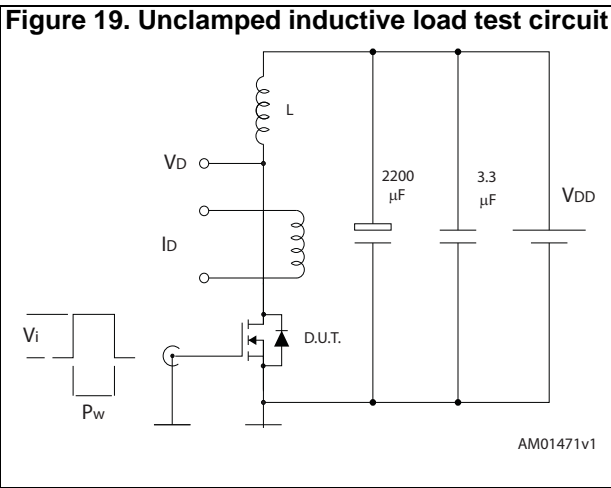 Figure 19. Unclamped inductive load test circuit
L
VD
2200
μF
3.3
μF
VDD
ID
Vi
D.U.T.
Pw
AM01471v1